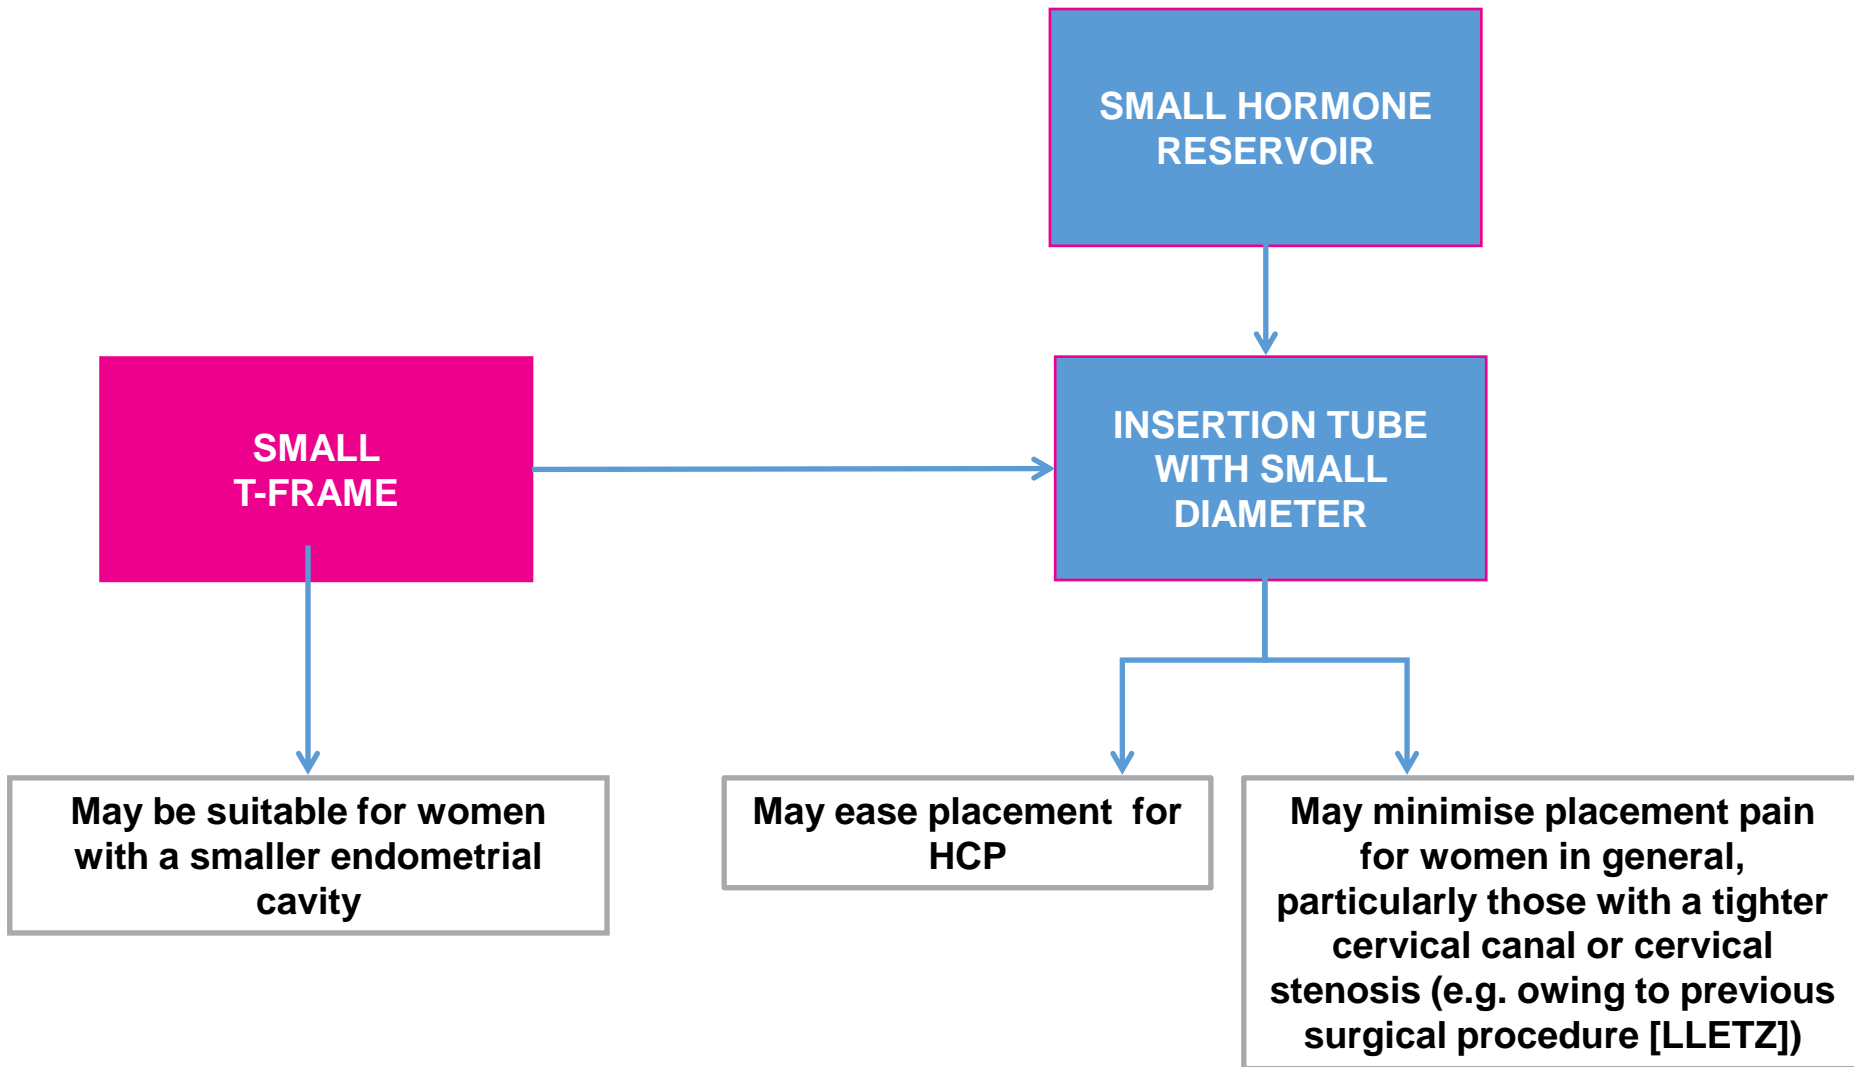 SMALL HORMONE
RESERVOIR
SMALL
T-FRAME
INSERTION TUBE
WITH SMALL
DIAMETER
May be suitable for women
with a smaller endometrial
cavity
May ease placement  for
HCP
May minimise placement pain
for women in general,
particularly those with a tighter
cervical canal or cervical
stenosis (e.g. owing to previous
surgical procedure [LLETZ])